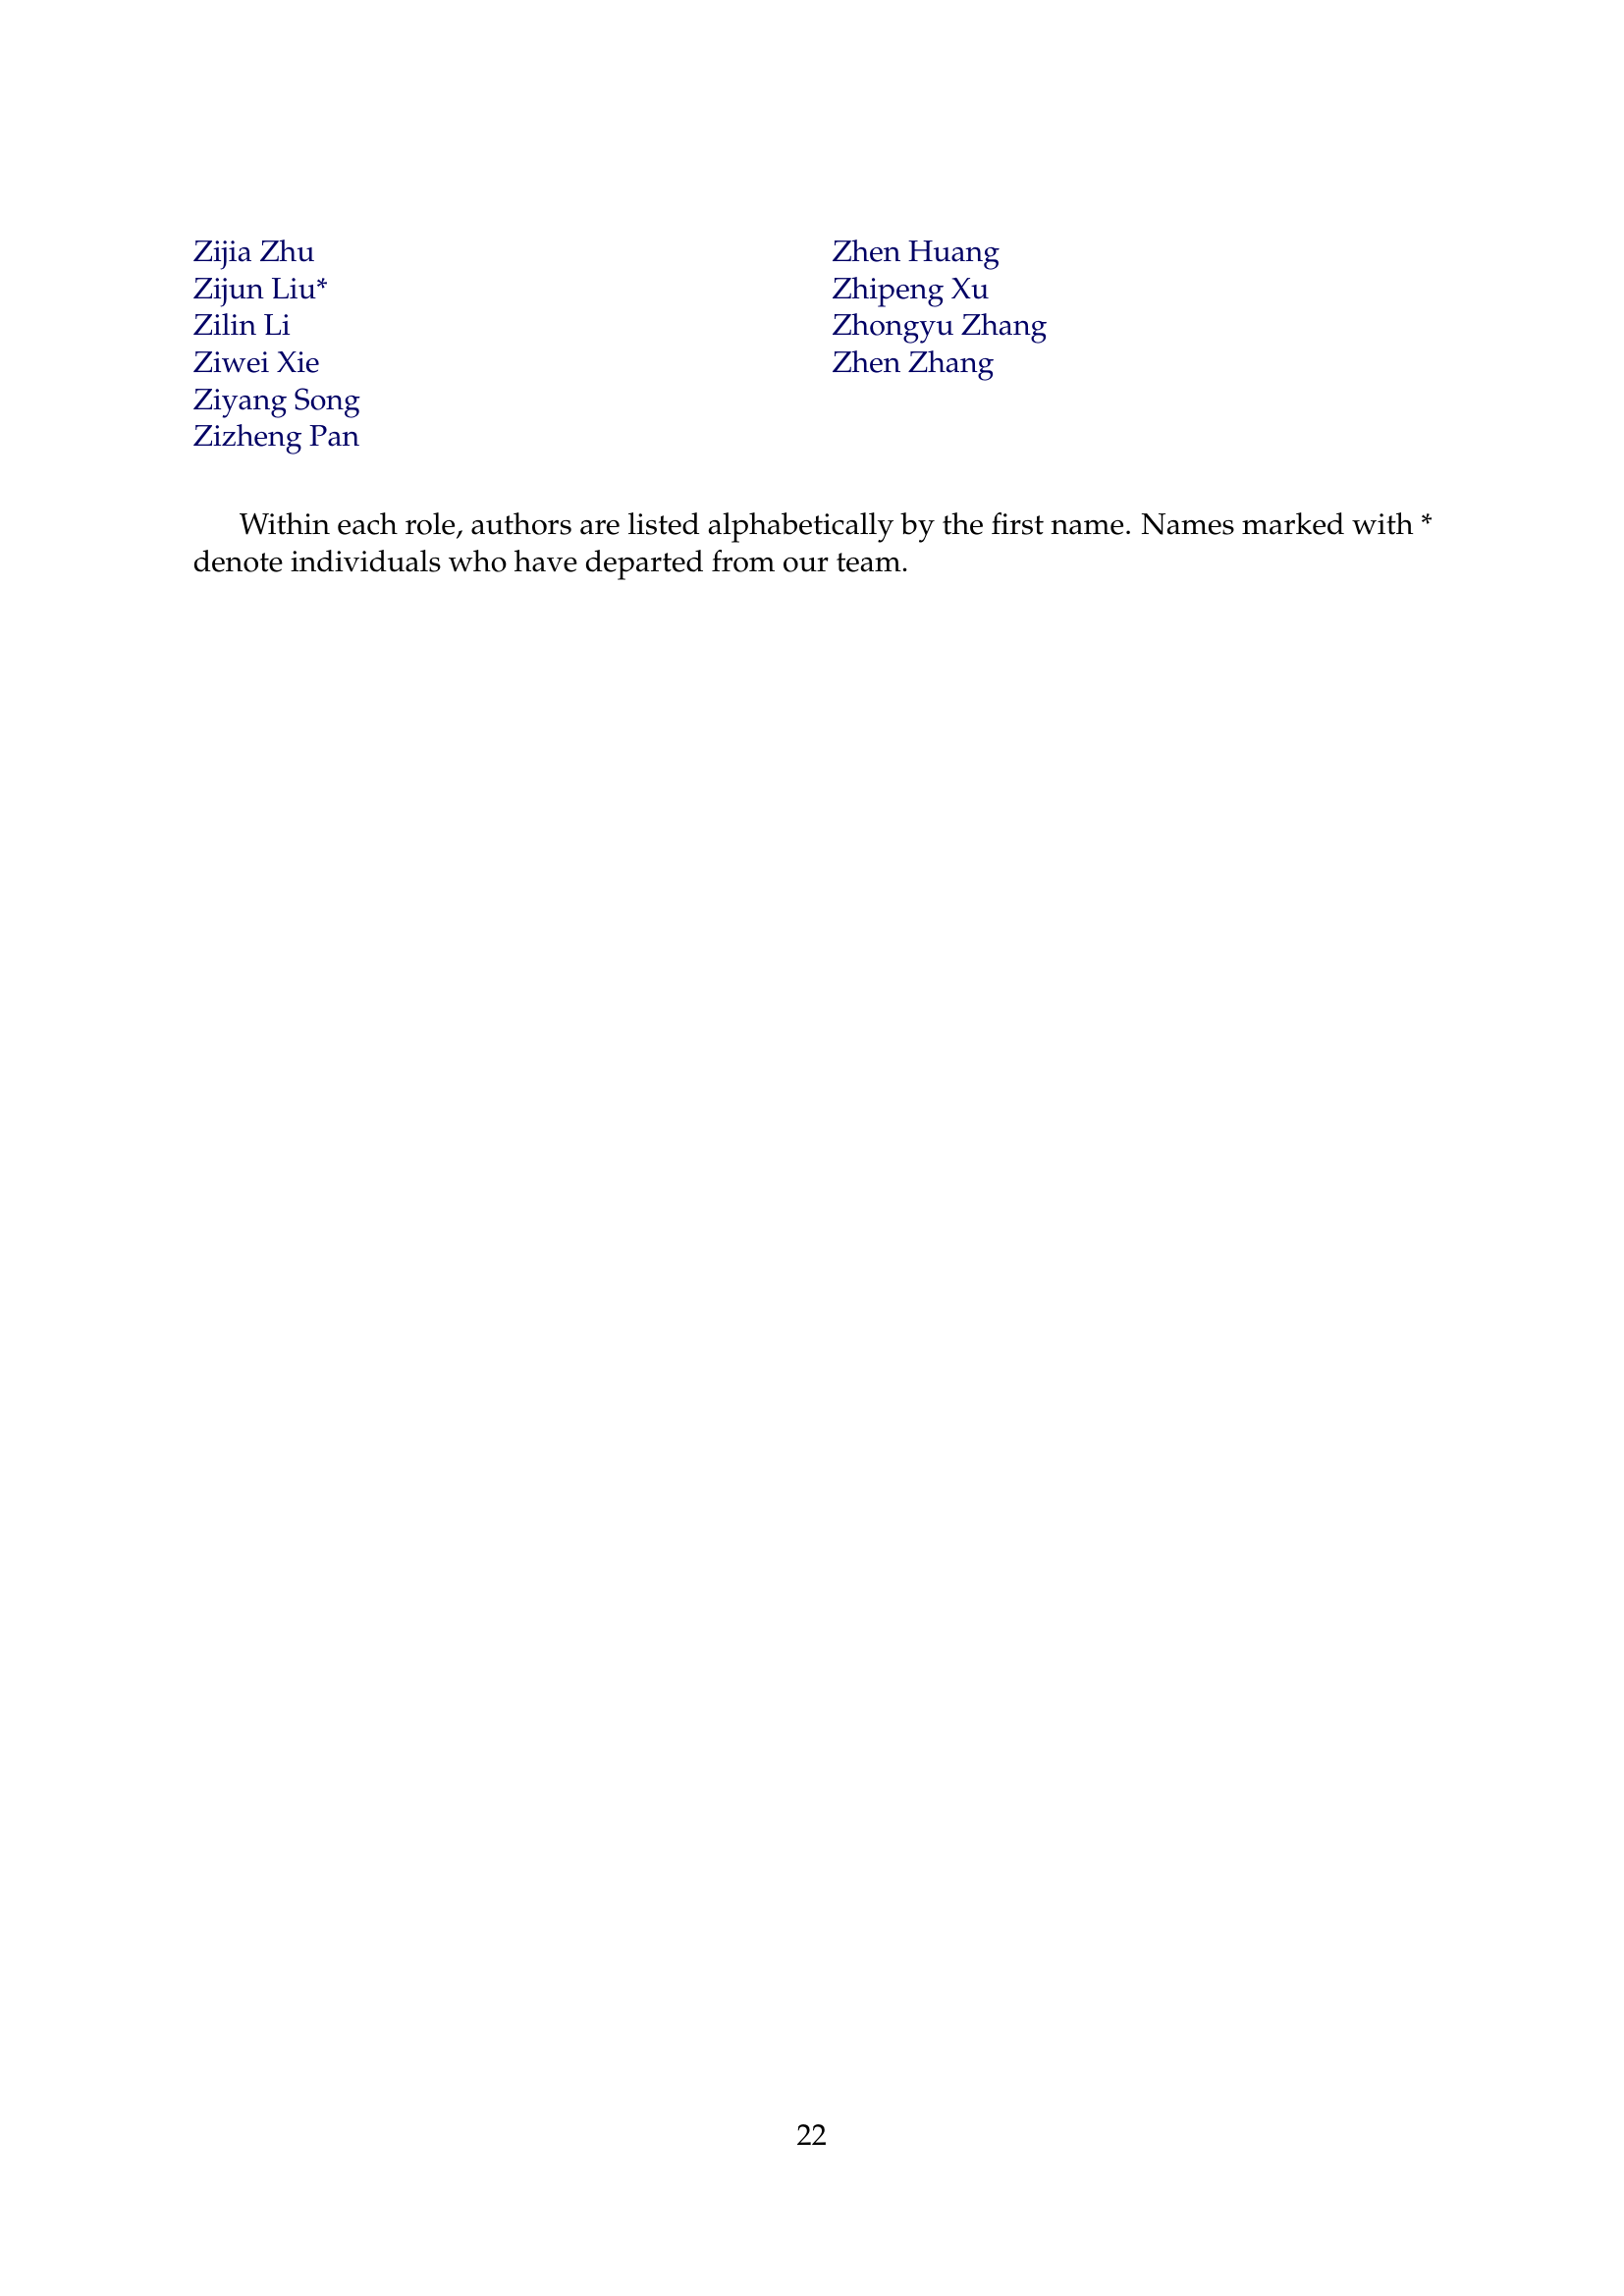 Zijia Zhu
Zijun Liu*
Zilin Li
Ziwei Xie
Ziyang Song
Zizheng Pan
Zhen Huang
Zhipeng Xu
Zhongyu Zhang
Zhen Zhang
Within each role, authors are listed alphabetically by the first name. Names marked with *
denote individuals who have departed from our team.
22